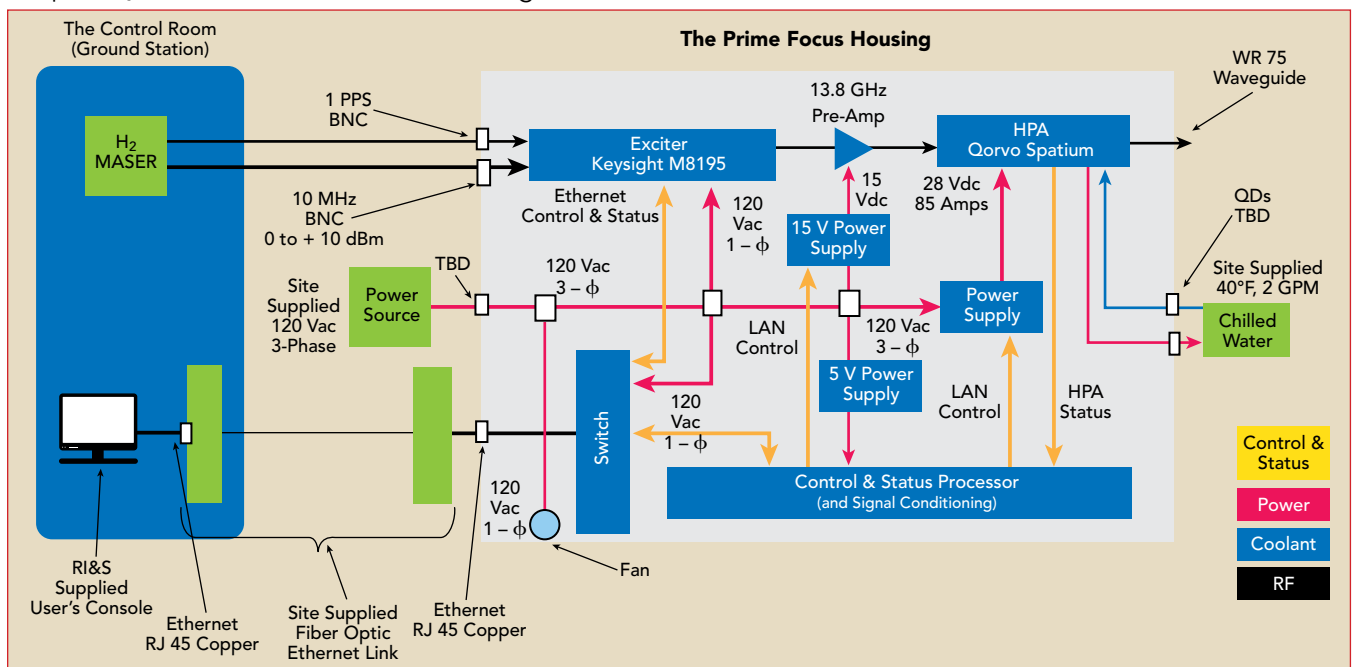 The Control Room
(Ground Station)
The Prime Focus Housing
WR 75
Waveguide
1 PPS
BNC
13.8 GHz
Pre-Amp
H2
MASER
Exciter
Keysight M8195
HPA
Qorvo Spatium
10 MHz
BNC
0 to + 10 dBm
Ethernet
Control & Status
120
Vac
1 – ϕ
15
Vdc
28 Vdc
85 Amps
QDs
TBD
15 V Power
Supply
TBD
120 Vac
3 – ϕ
Site
Supplied
120 Vac
3-Phase
Power
Source
Power
Supply
Site Supplied
40°F, 2 GPM
Chilled
Water
LAN
Control
120 Vac
3 – ϕ
5 V Power
Supply
LAN
Control
HPA
Status
Switch
120
Vac
1 – ϕ
Control & Status Processor
(and Signal Conditioning)
120
Vac
1 – ϕ
Fan
Control &
Status
Power
Coolant
RF
RI&S
Supplied
User's Console
Ethernet
RJ 45 Copper
Site Supplied
Fiber Optic
Ethernet Link
Ethernet
RJ 45 Copper